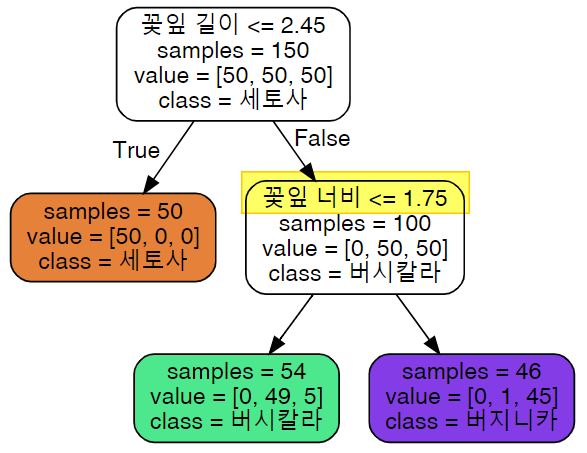 꽃잎 길이 <= 2.45
samples = 150
value = [50, 50, 50]
class = 세토사
True
False
samples = 50
value = [50, 0, 0]
class = 세토사
꽃잎 너비 <= 1.75
samples = 100
value = [0, 50, 50]
class = 버시칼라
samples = 54
value = [0, 49, 5]
class = 버시칼라
samples = 46
value = [0, 1, 45]
class = 버지니카